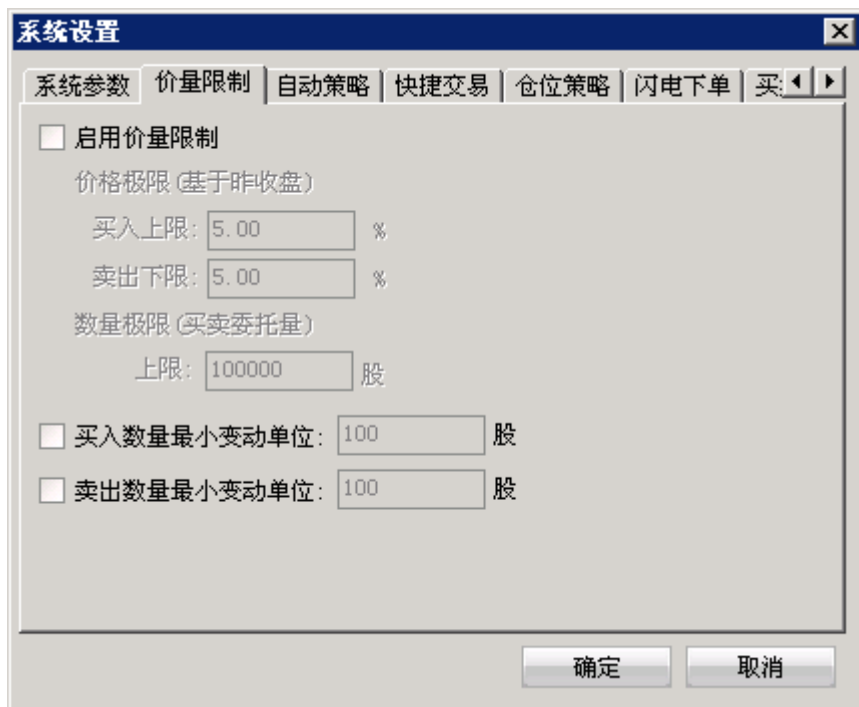 系统设置
系统参数 价量限制 自动策略 快捷交易 仓位策略 闪电下单 买
启用价量限制
价格极限(基于昨收盘)
买入上限: 5.00 %
卖出下限: 5.00 %
数量极限(买卖委托量)
上限: 100000 股
买入数量最小变动单位: 100 股
卖出数量最小变动单位: 100 股
确定 取消